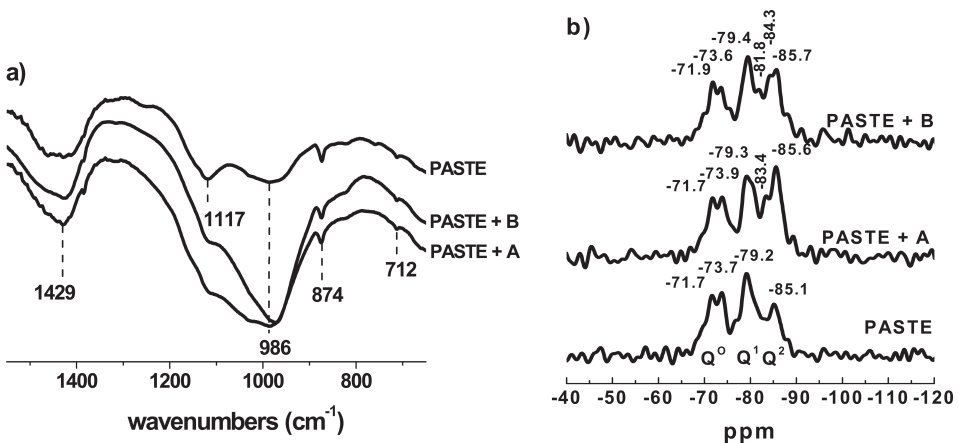 a)
PASTE
PASTE + B
PASTE + A
1117
1429
874
712
986
1400 1200 1000 800
wavenumbers (cm⁻¹)
b)
-84.3
-79.4
-81.8
-73.6
-85.7
-71.9
PASTE + B
-85.6
-79.3
-83.4
-73.9
-71.7
PASTE + A
-79.2
-73.7
-71.7
-85.1
PASTE
Q⁰ Q¹ Q²
-40 -50 -60 -70 -80 -90 -100 -110 -120
ppm